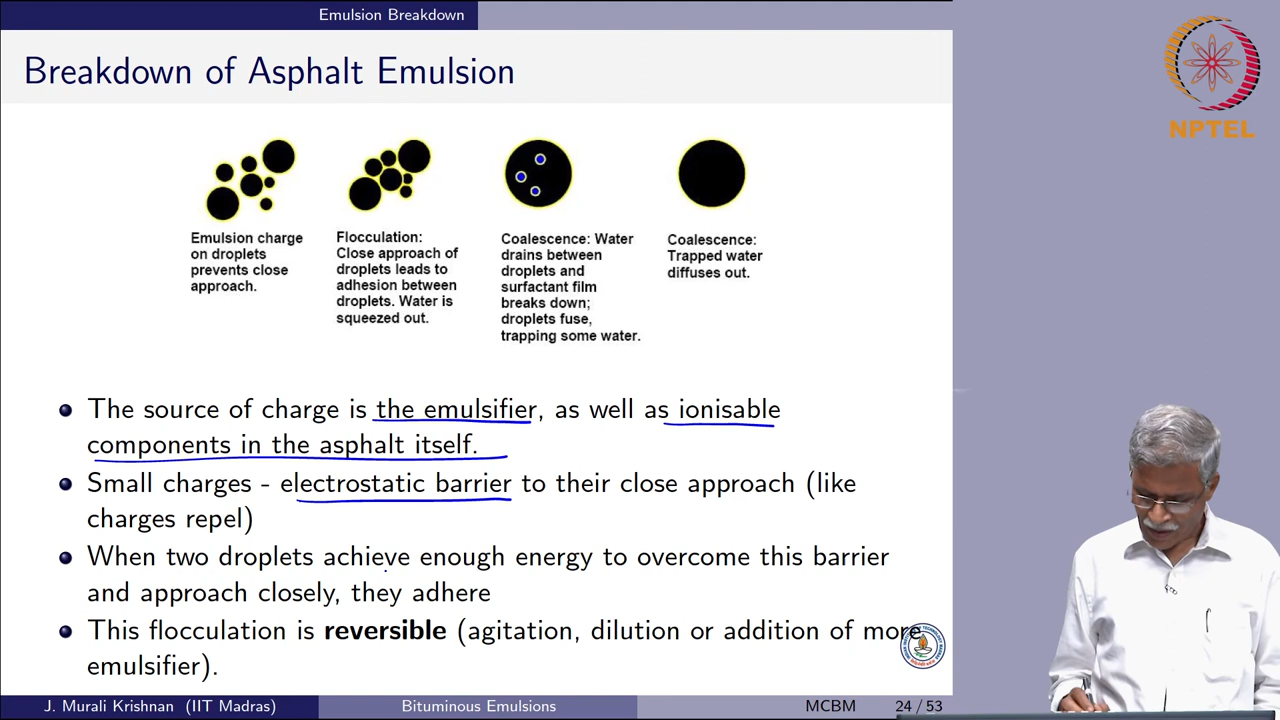 Emulsion Breakdown
Breakdown of Asphalt Emulsion
NPTEL
Emulsion charge
on droplets
prevents close
approach.
Flocculation:
Close approach of
droplets leads to
adhesion between
droplets. Water is
squeezed out.
Coalescence: Water
drains between
droplets and
surfactant film
breaks down;
droplets fuse,
trapping some water.
Coalescence:
Trapped water
diffuses out.
The source of charge is the emulsifier, as well as ionisable
components in the asphalt itself.
Small charges - electrostatic barrier to their close approach (like
charges repel)
When two droplets achieve enough energy to overcome this barrier
and approach closely, they adhere
This flocculation is reversible (agitation, dilution or addition of more
emulsifier).
J. Murali Krishnan (IIT Madras)
Bituminous Emulsions
MCBM
24 / 53